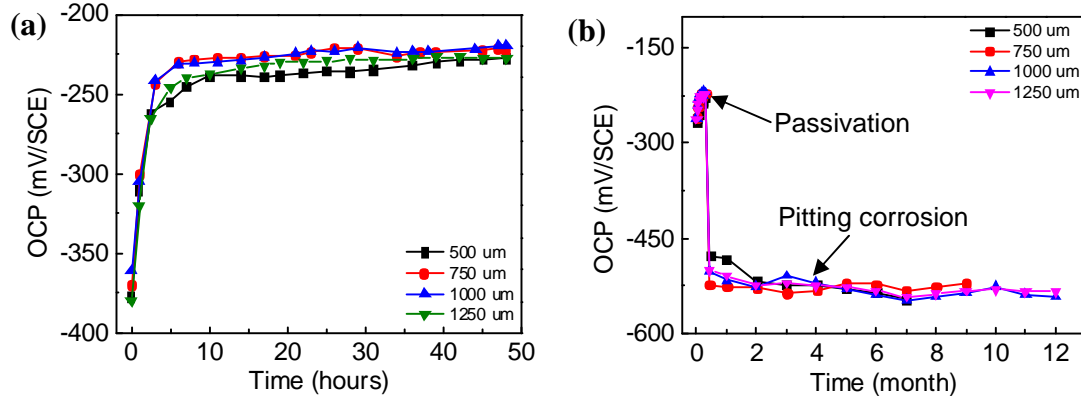 (a)
-200
-250
-300
-350
-400
OCP (mV/SCE)
500 um
750 um
1000 um
1250 um
0 10 20 30 40 50
Time (hours)
(b)
-150
-300
-450
-600
OCP (mV/SCE)
500 um
750 um
1000 um
1250 um
Passivation
Pitting corrosion
0 2 4 6 8 10 12
Time (month)